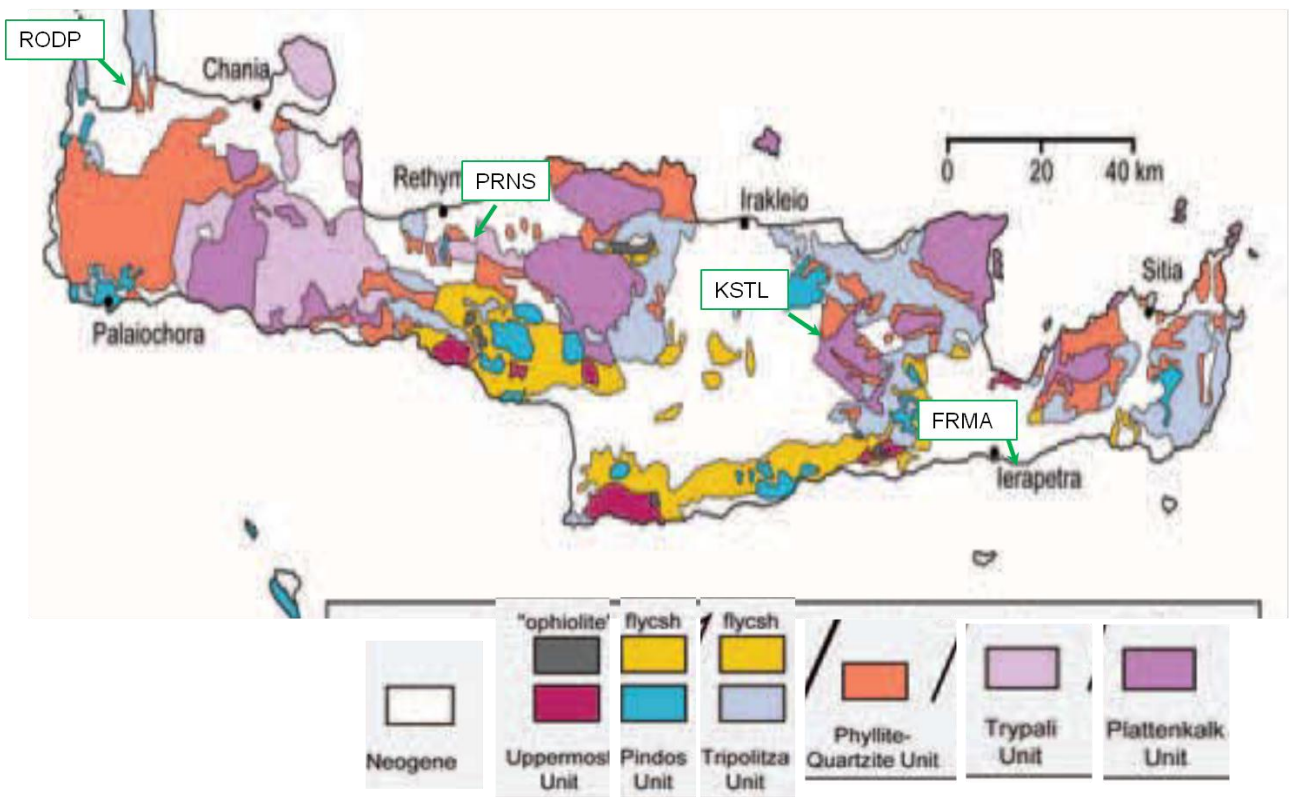 RODP
Chania
Rethyn
PRNS
Irakleio
0 20 40 km
KSTL
Sitia
Palaiochora
FRMA
Ierapetra
"ophiolite'
flycsh
flycsh
Neogene
Uppermost
Unit
Pindos
Unit
Tripolitza
Unit
Phyllite-
Quartzite Unit
Trypali
Unit
Plattenkalk
Unit